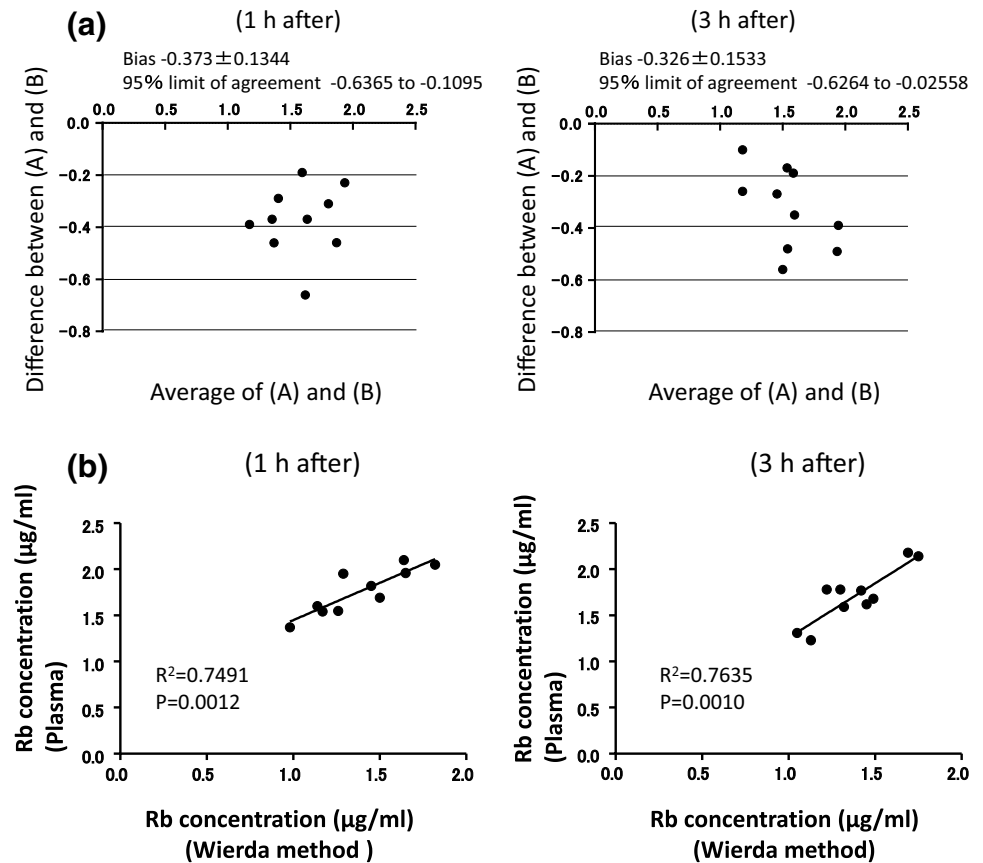 (a)
(1 h after)
Bias -0.373±0.1344
95% limit of agreement -0.6365 to -0.1095
0.0 0.5 1.0 1.5 2.0 2.5
0.0
−0.2
−0.4
−0.6
−0.8
Difference between (A) and (B)
Average of (A) and (B)
(3 h after)
Bias -0.326±0.1533
95% limit of agreement -0.6264 to -0.02558
0.0 0.5 1.0 1.5 2.0 2.5
0.0
−0.2
−0.4
−0.6
−0.8
Difference between (A) and (B)
Average of (A) and (B)
(b)
(1 h after)
Rb concentration (μg/ml)
(Plasma)
2.5
2.0
1.5
1.0
0.5
0.0
R²=0.7491
P=0.0012
0.0 0.5 1.0 1.5 2.0
Rb concentration (μg/ml)
(Wierda method )
(3 h after)
Rb concentration (μg/ml)
(Plasma)
2.5
2.0
1.5
1.0
0.5
0.0
R²=0.7635
P=0.0010
0.0 0.5 1.0 1.5 2.0
Rb concentration (μg/ml)
(Wierda method)